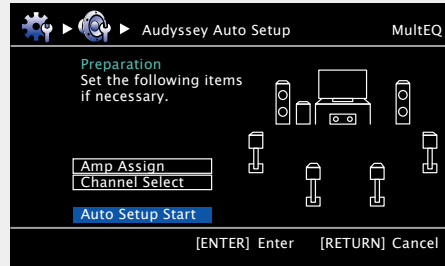 Audyssey Auto Setup MultEQ
Preparation
Set the following items
if necessary.
Amp Assign
Channel Select
Auto Setup Start
[ENTER] Enter [RETURN] Cancel